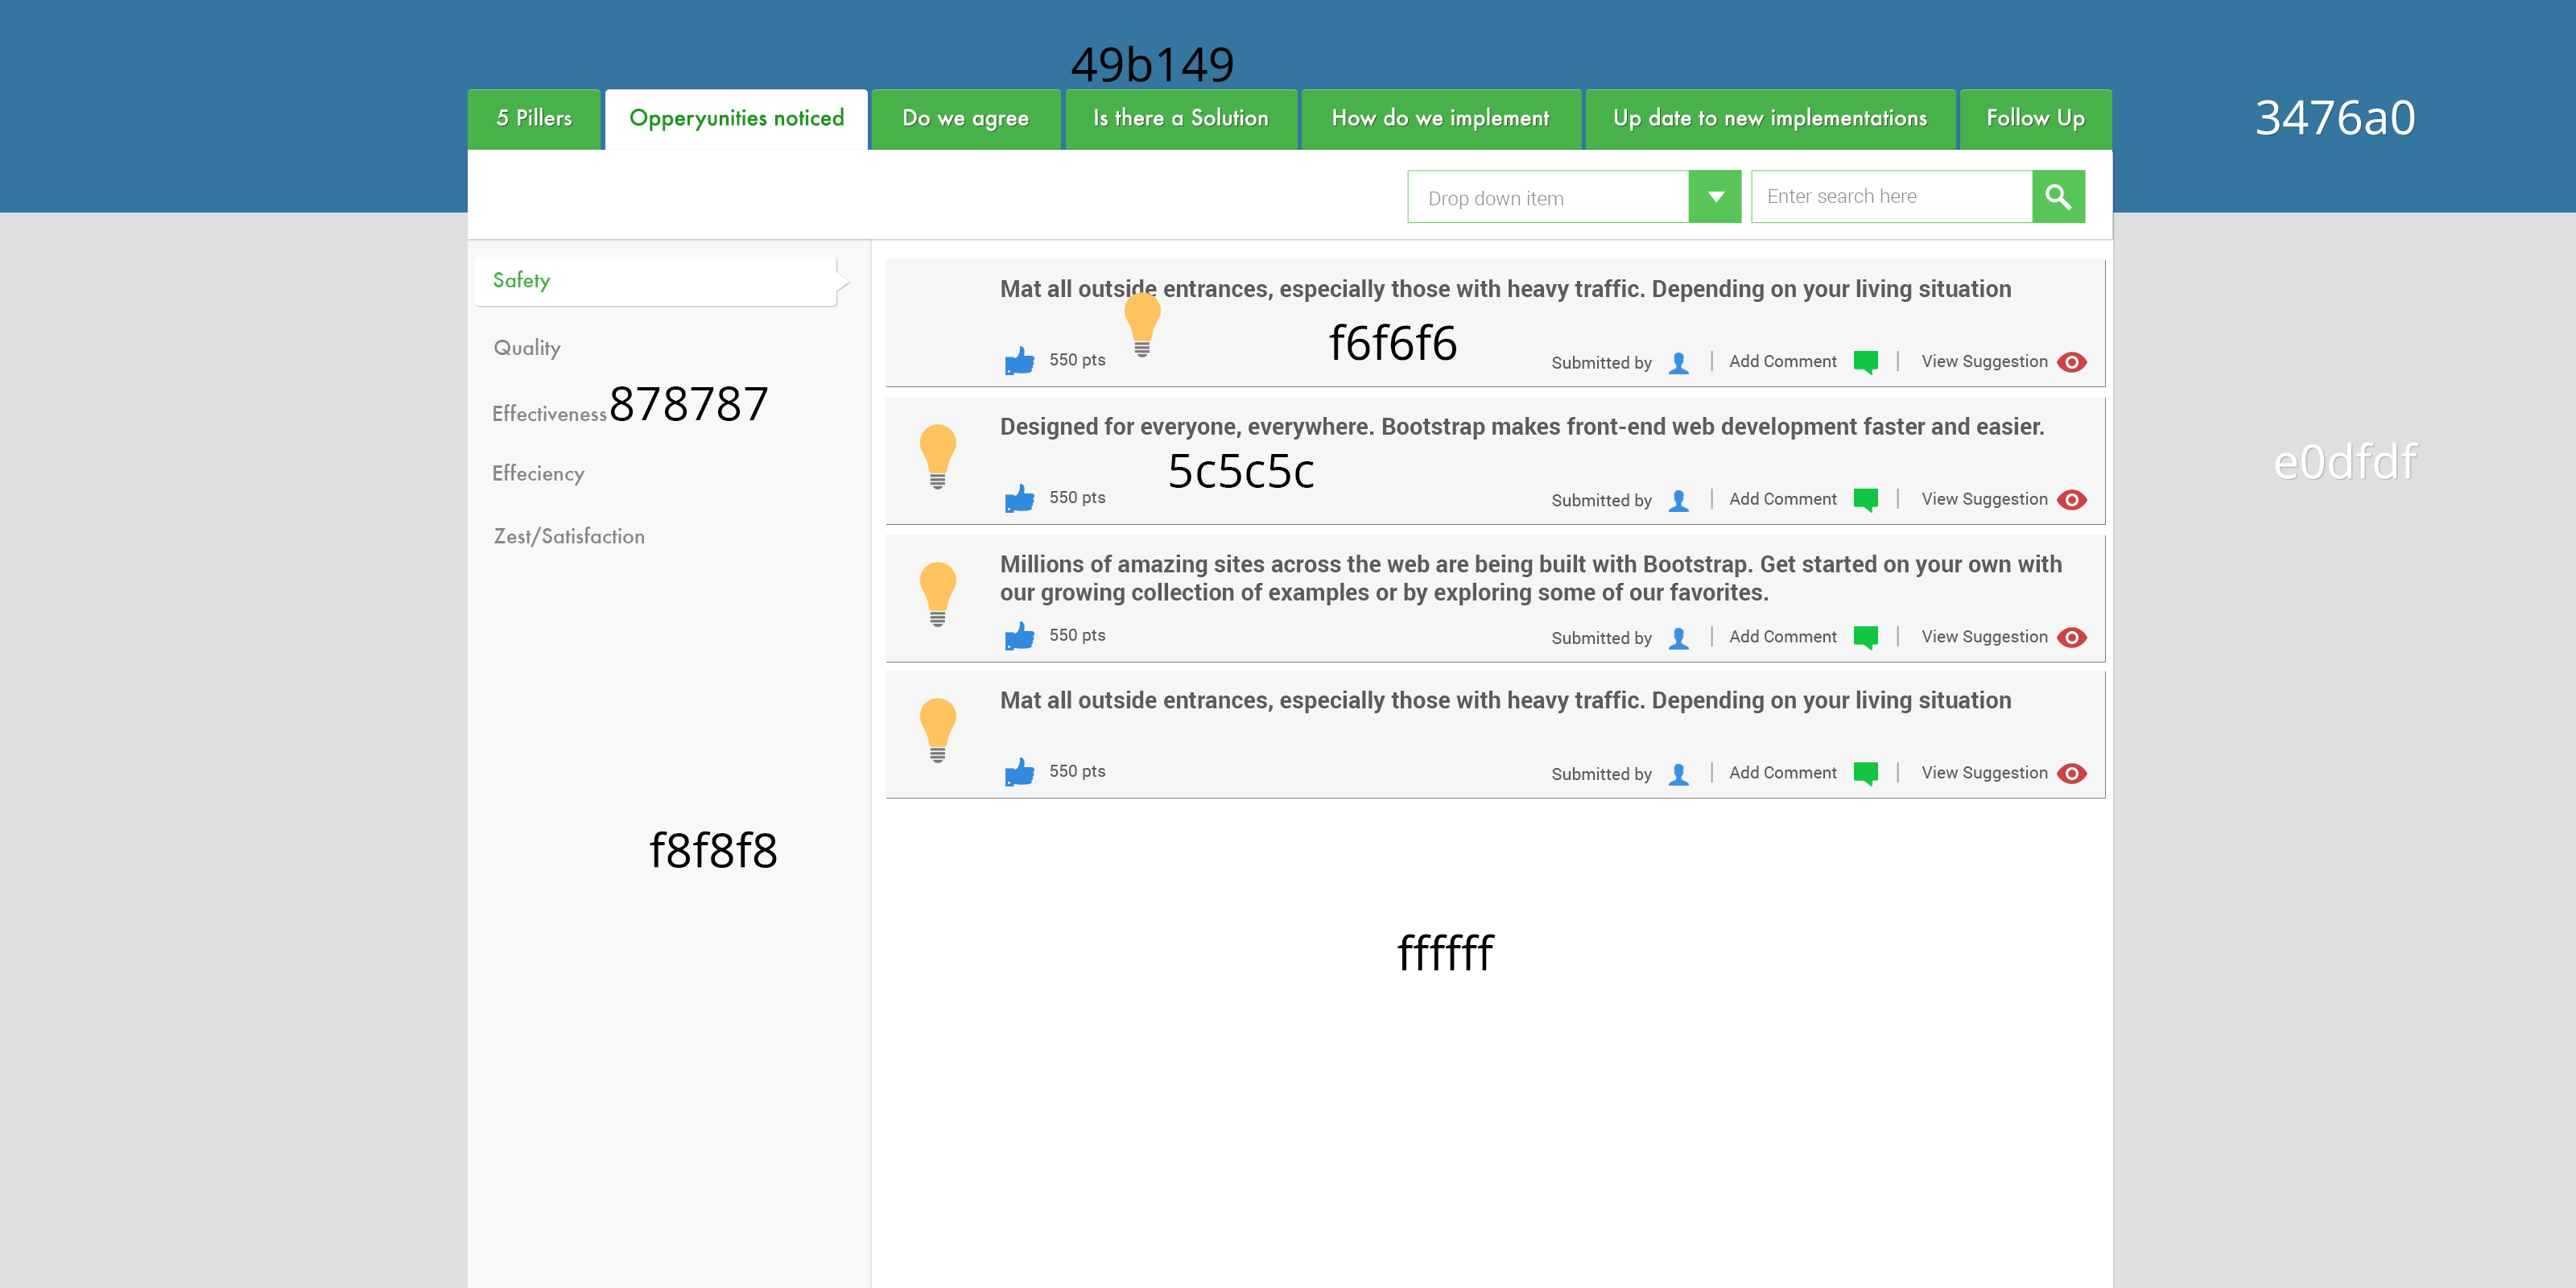 49b149
5 Pillers
Opperyunities noticed
Do we agree
Is there a Solution
How do we implement
Up date to new implementations
Follow Up
3476a0
Drop down item
Enter search here
Safety
Quality
Effectiveness
878787
Effeciency
Zest/Satisfaction
f8f8f8
Mat all outside entrances, especially those with heavy traffic. Depending on your living situation
f6f6f6
550 pts
Submitted by
Add Comment
View Suggestion
Designed for everyone, everywhere. Bootstrap makes front-end web development faster and easier.
5c5c5c
550 pts
Submitted by
Add Comment
View Suggestion
Millions of amazing sites across the web are being built with Bootstrap. Get started on your own with
our growing collection of examples or by exploring some of our favorites.
550 pts
Submitted by
Add Comment
View Suggestion
Mat all outside entrances, especially those with heavy traffic. Depending on your living situation
550 pts
Submitted by
Add Comment
View Suggestion
ffffff
e0dfdf